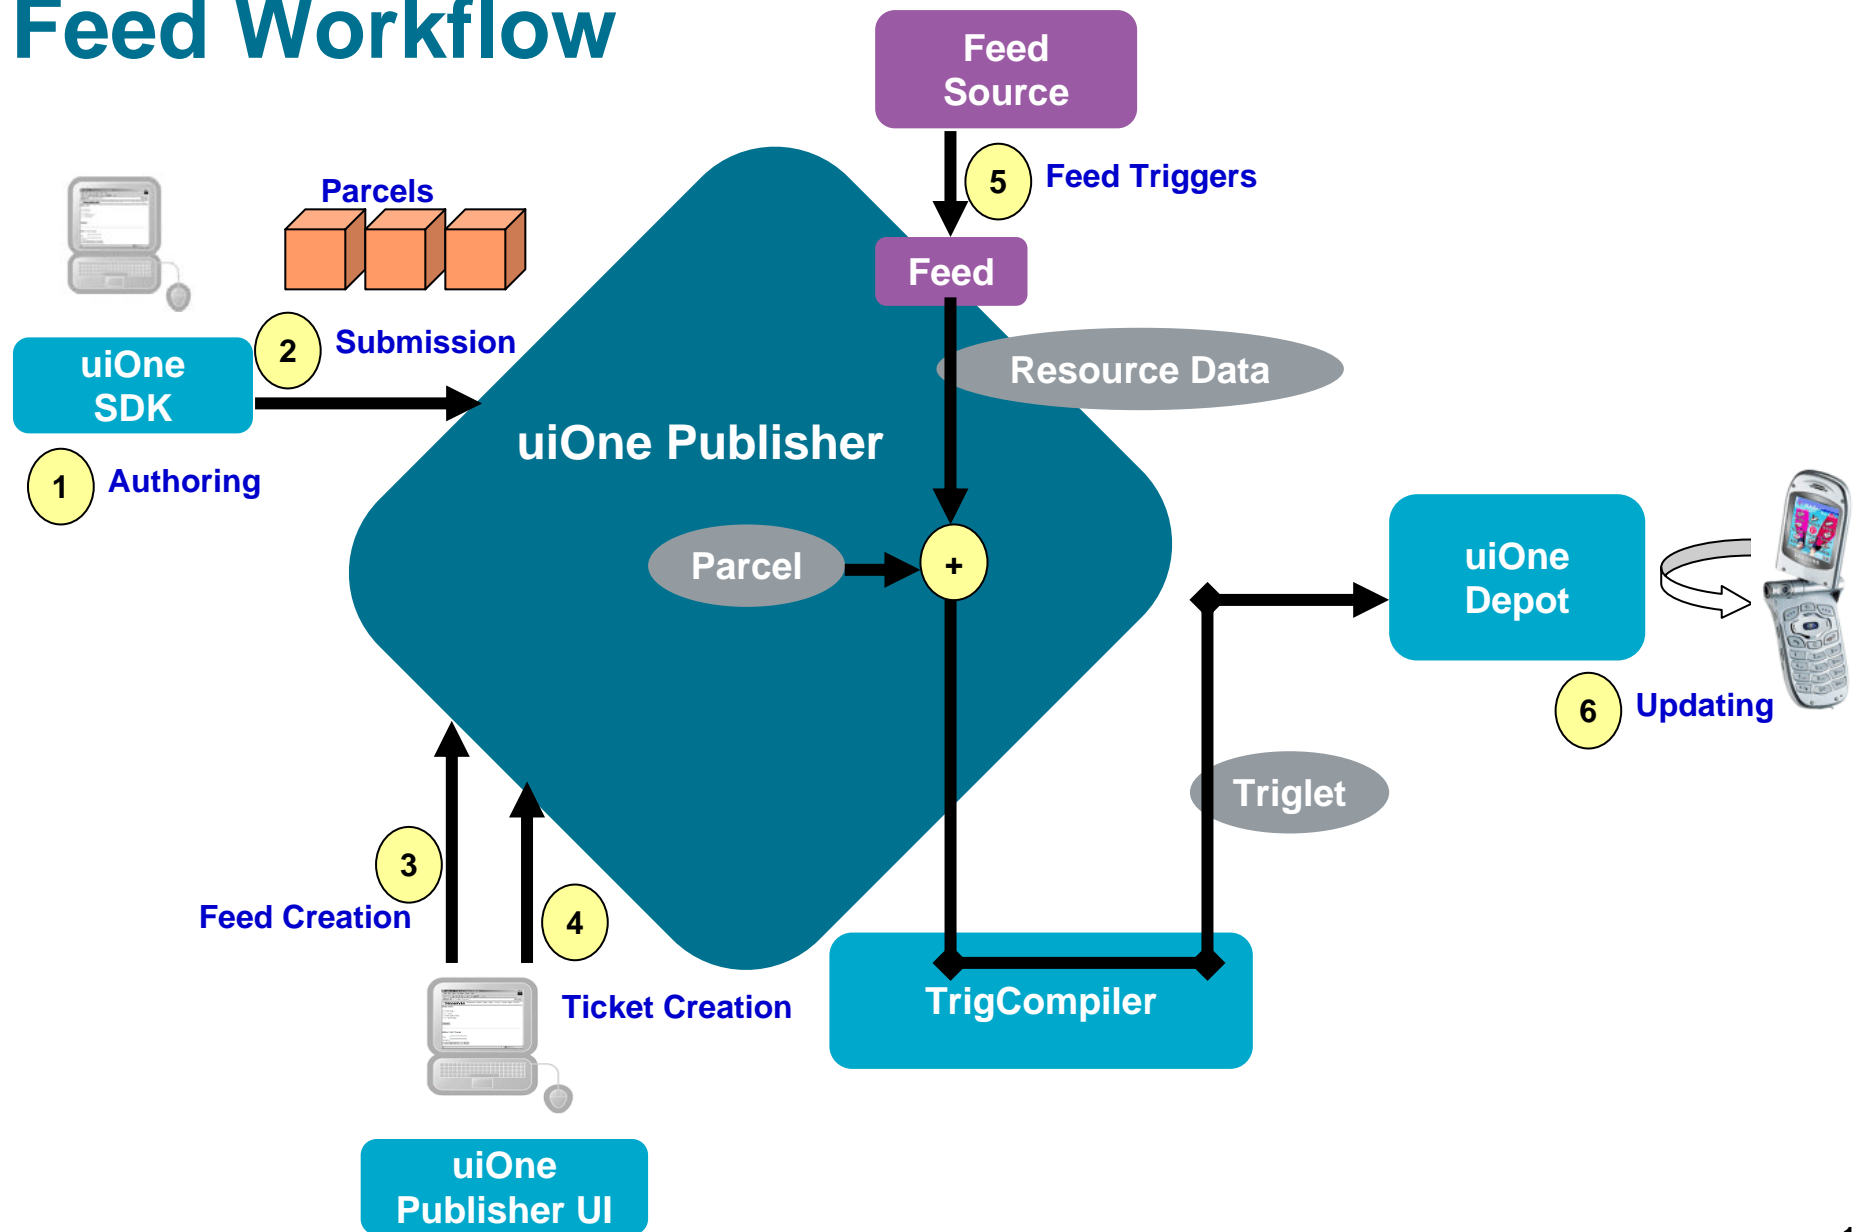 Feed Workflow
Feed
Source
5
Feed Triggers
Parcels
Feed
2
Submission
uiOne
SDK
Resource Data
uiOne Publisher
1
Authoring
Parcel
+
uiOne
Depot
6
Updating
Triglet
3
Feed Creation
4
Ticket Creation
TrigCompiler
uiOne
Publisher UI